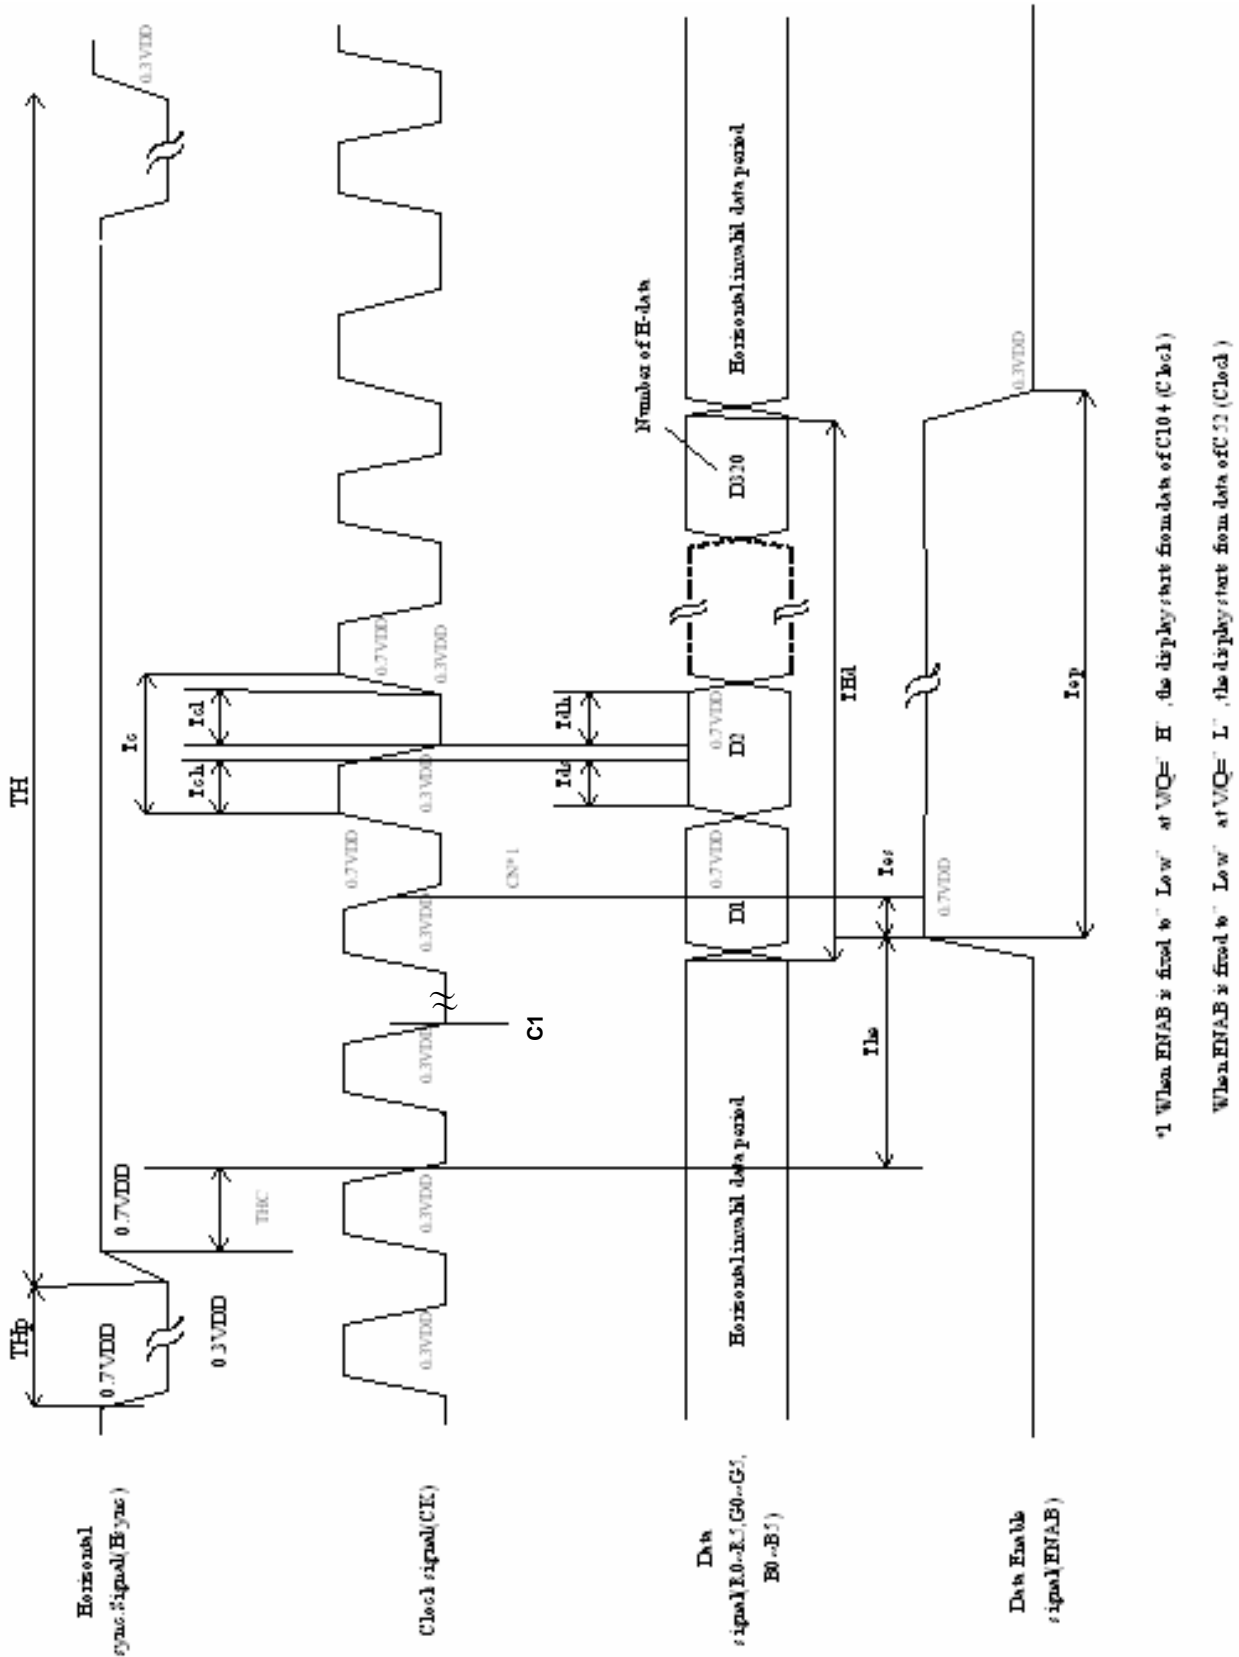 TH
THp
0.7VDD
0.3VDD
0.7VDD
0.3VDD
THC
Horizontal
sync.Signal(Hsync)
Tc
Tch
Tcl
0.3VDD
0.3VDD
0.3VDD
0.3VDD
0.7VDD
0.3VDD
0.7VDD
0.3VDD
C1
CN*1
Clock signal(CK)
Tds
Tdh
Number of H-data
Horizontal invalid data period
D1
0.7VDD
D2
0.7VDD
D320
Horizontal invalid data period
Data
signal(R0~R5,G0~G5,
B0~B5)
THd
The
Tes
0.7VDD
0.3VDD
Tep
Data Enable
signal(ENAB)
*1 When ENAB is fixed to "Low" at V/Q="H", the display start from data of C104 (Clock)
When ENAB is fixed to "Low" at V/Q="L", the display start from data of C52 (Clock)